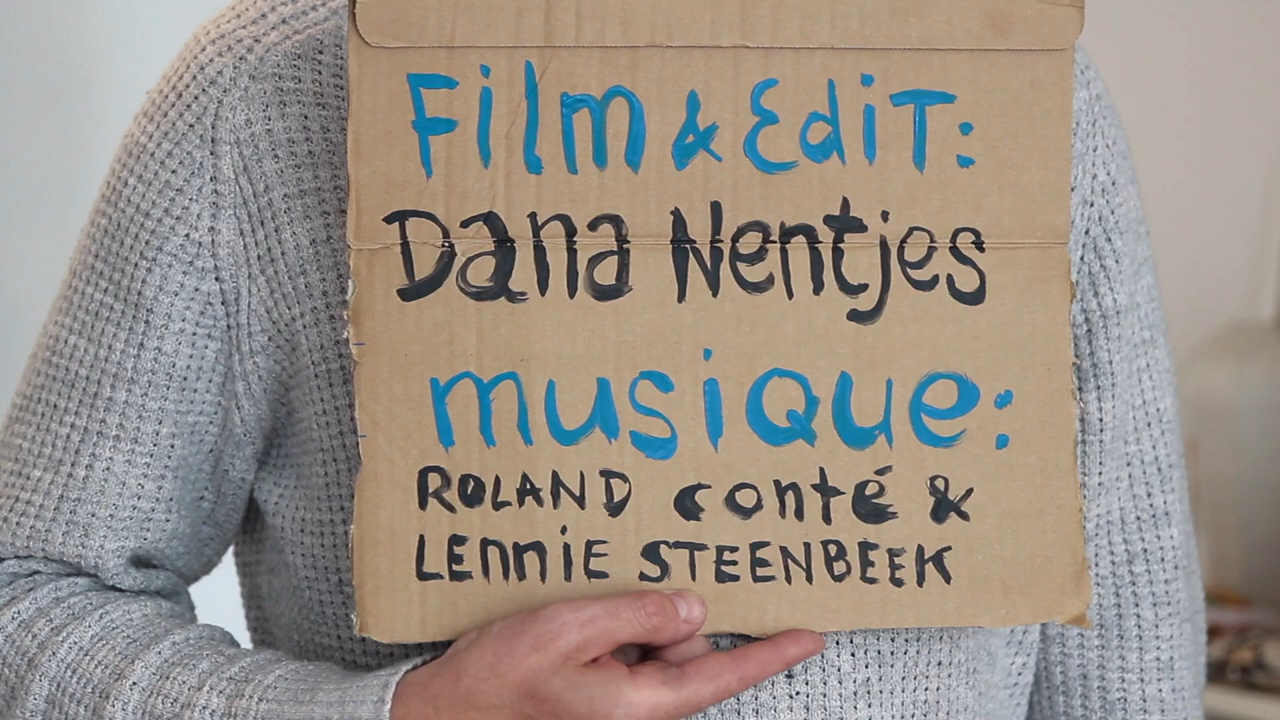 Film & Edit:
Dana Nentjes
musique:
ROLAND conté &
LENNIE STEENBEEK